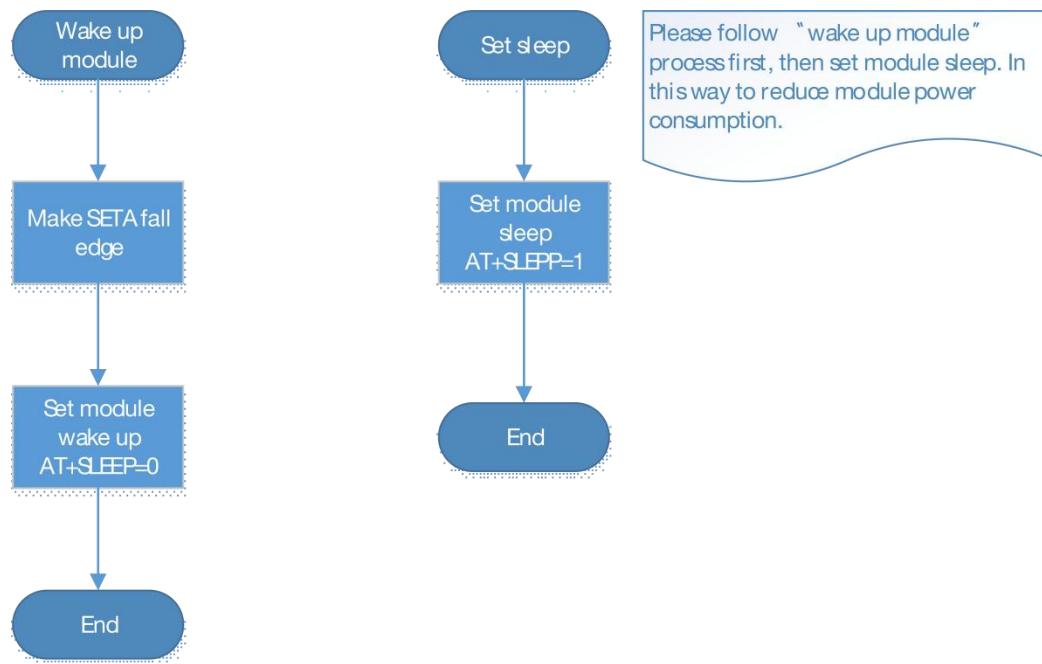 Wake up
module
Make SETA fall
edge
Set module
wake up
AT+SLEEP=0
End
Set sleep
Set module
sleep
AT+SLEPP=1
End
Please follow ‶wake up module″
process first, then set module sleep. In
this way to reduce module power
consumption.